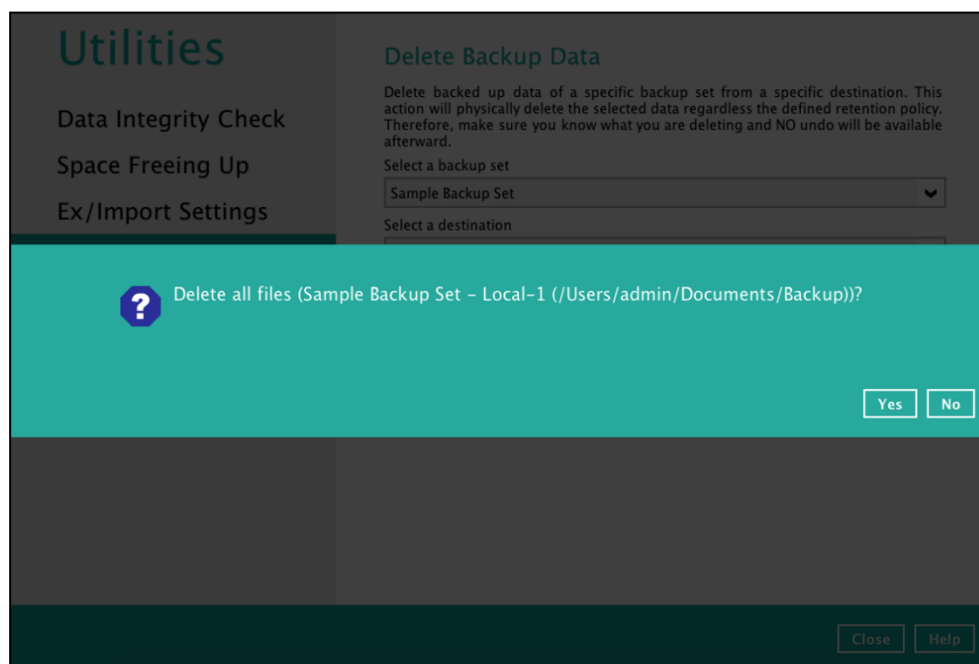 Utilities
Data Integrity Check
Space Freeing Up
Ex/Import Settings
Delete Backup Data
Delete backed up data of a specific backup set from a specific destination. This
action will physically delete the selected data regardless the defined retention policy.
Therefore, make sure you know what you are deleting and NO undo will be available
afterward.
Select a backup set
Sample Backup Set
Select a destination
?
Delete all files (Sample Backup Set – Local-1 (/Users/admin/Documents/Backup))?
Yes
No
Close
Help